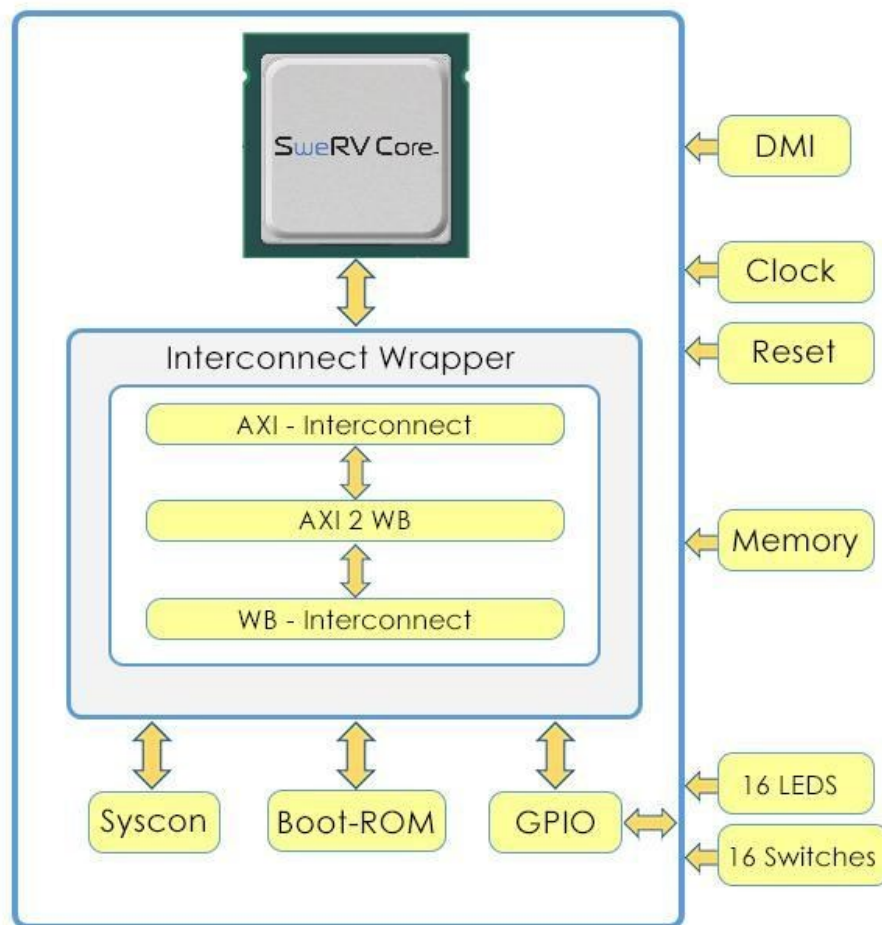 SweRV Core™
DMI
Clock
Reset
Interconnect Wrapper
AXI - Interconnect
AXI 2 WB
WB - Interconnect
Memory
Syscon
Boot-ROM
GPIO
16 LEDS
16 Switches